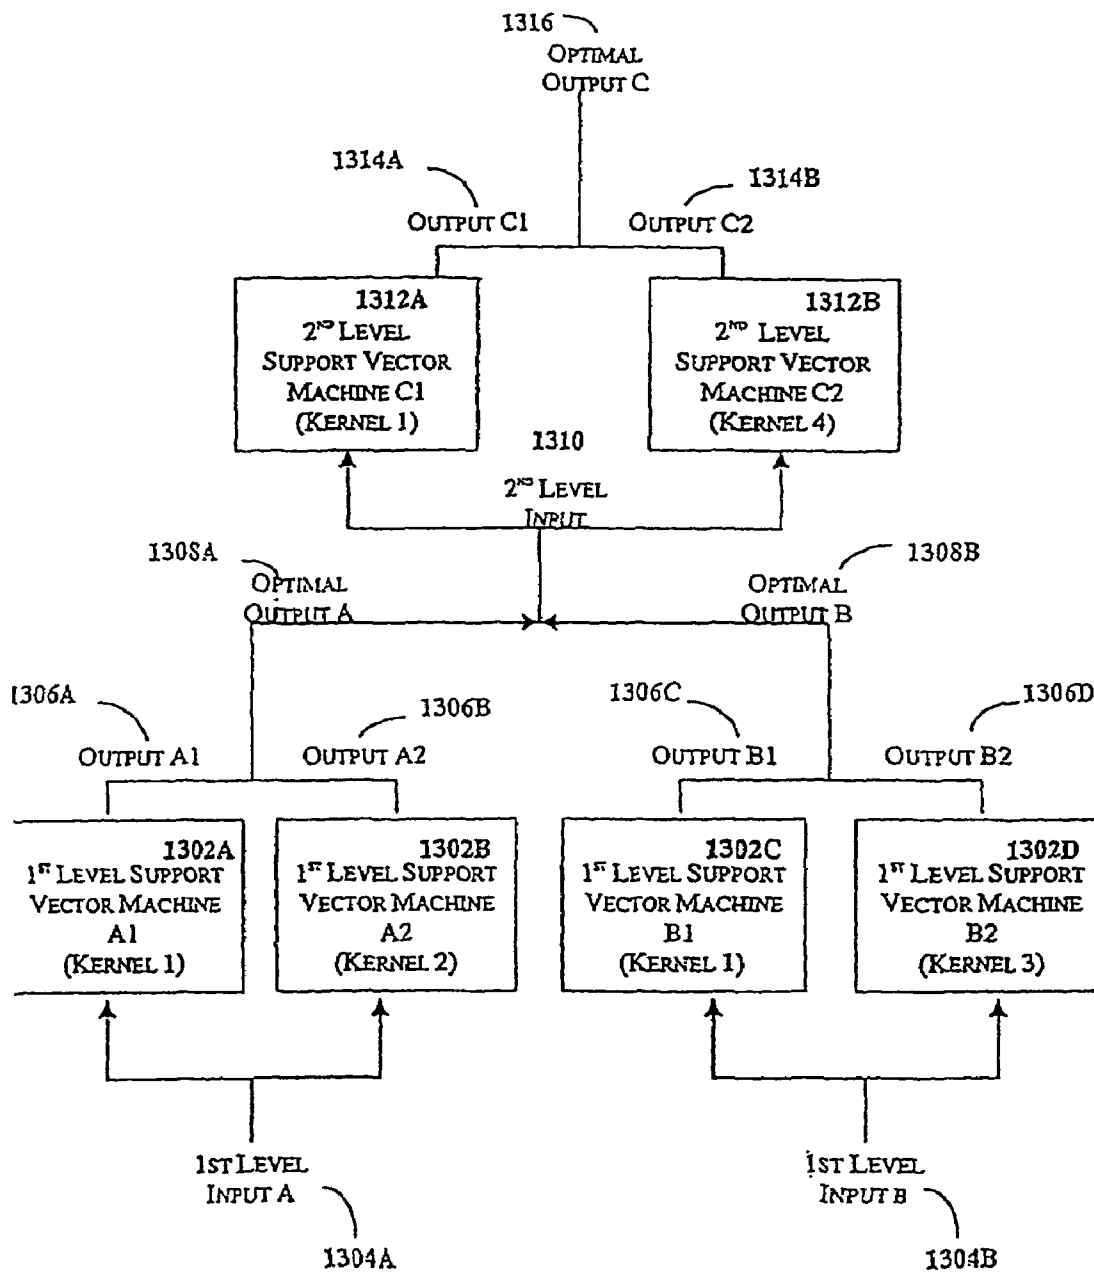 1316
OPTIMAL
OUTPUT C
1314A
1314B
OUTPUT C1
OUTPUT C2
1312A
2ND LEVEL
SUPPORT VECTOR
MACHINE C1
(KERNEL 1)
1312B
2ND LEVEL
SUPPORT VECTOR
MACHINE C2
(KERNEL 4)
1310
2ND LEVEL
INPUT
1308A
OPTIMAL
OUTPUT A
1308B
OPTIMAL
OUTPUT B
1306A
OUTPUT A1
1306B
OUTPUT A2
1306C
OUTPUT B1
1306D
OUTPUT B2
1302A
1ST LEVEL SUPPORT
VECTOR MACHINE
A1
(KERNEL 1)
1302B
1ST LEVEL SUPPORT
VECTOR MACHINE
A2
(KERNEL 2)
1302C
1ST LEVEL SUPPORT
VECTOR MACHINE
B1
(KERNEL 1)
1302D
1ST LEVEL SUPPORT
VECTOR MACHINE
B2
(KERNEL 3)
1ST LEVEL
INPUT A
1304A
1ST LEVEL
INPUT B
1304B